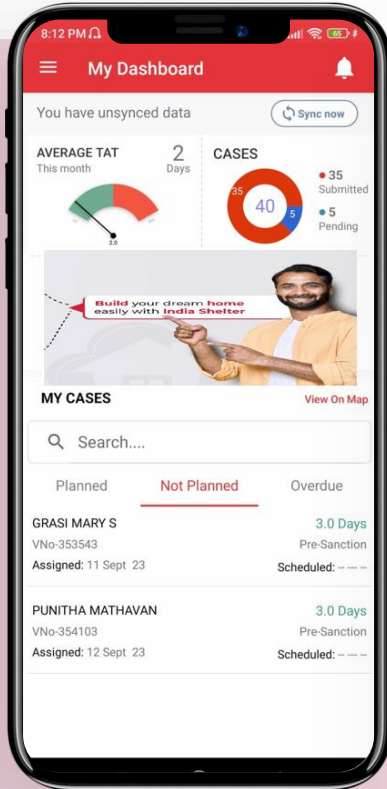 8:12 PM
65
My Dashboard
You have unsynced data
Sync now
AVERAGE TAT
This month
2
Days
2.0
CASES
35
40
5
35
Submitted
5
Pending
Build your dream home
easily with India Shelter
MY CASES
View On Map
Search....
Planned
Not Planned
Overdue
GRASI MARY S
3.0 Days
VNo-353543
Pre-Sanction
Assigned: 11 Sept 23
Scheduled: -- -- --
PUNITHA MATHAVAN
3.0 Days
VNo-354103
Pre-Sanction
Assigned: 12 Sept 23
Scheduled: -- -- --